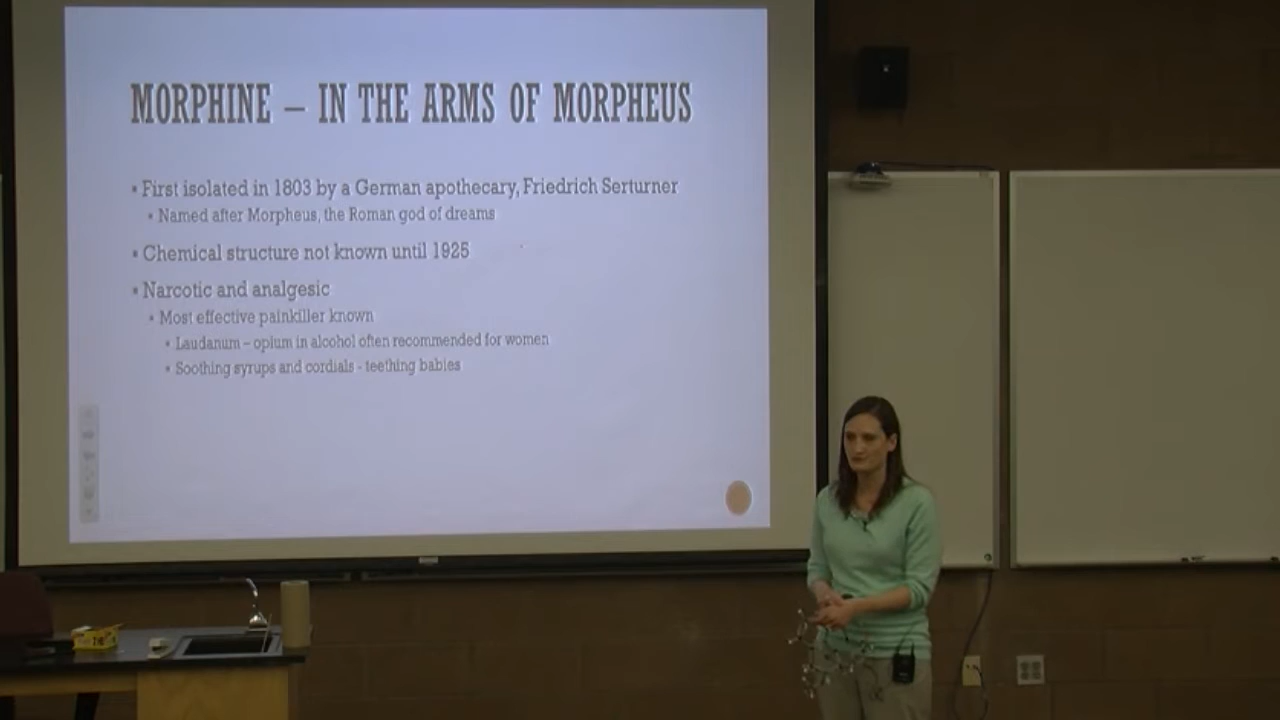 MORPHINE – IN THE ARMS OF MORPHEUS
▪ First isolated in 1803 by a German apothecary, Friedrich Serturner
▪ Named after Morpheus, the Roman god of dreams
▪ Chemical structure not known until 1925
▪ Narcotic and analgesic
▪ Most effective painkiller known
▪ Laudanum – opium in alcohol often recommended for women
▪ Soothing syrups and cordials - teething babies